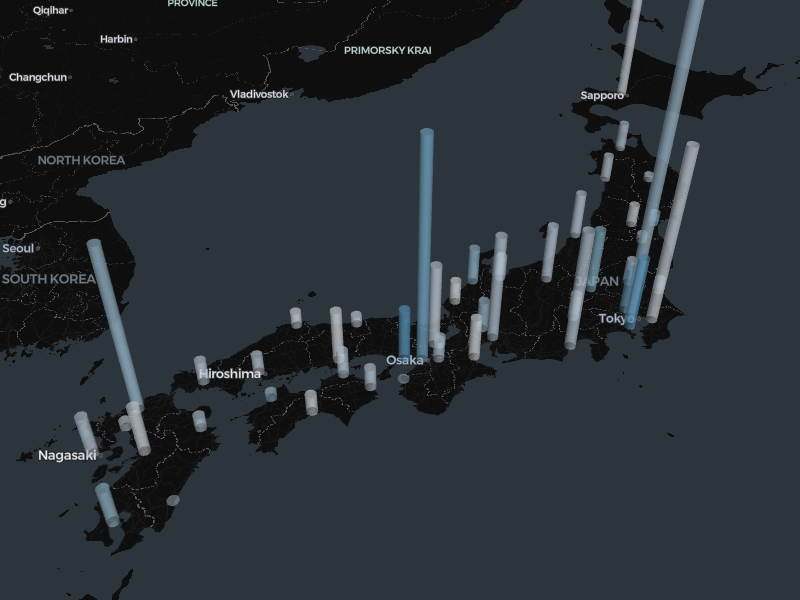 PROVINCE
Qiqihar
Harbin
PRIMORSKY KRAI
Changchun
Vladivostok
Sapporo
NORTH KOREA
g
Seoul
SOUTH KOREA
JAPAN
Tokyo
Osaka
Hiroshima
Nagasaki